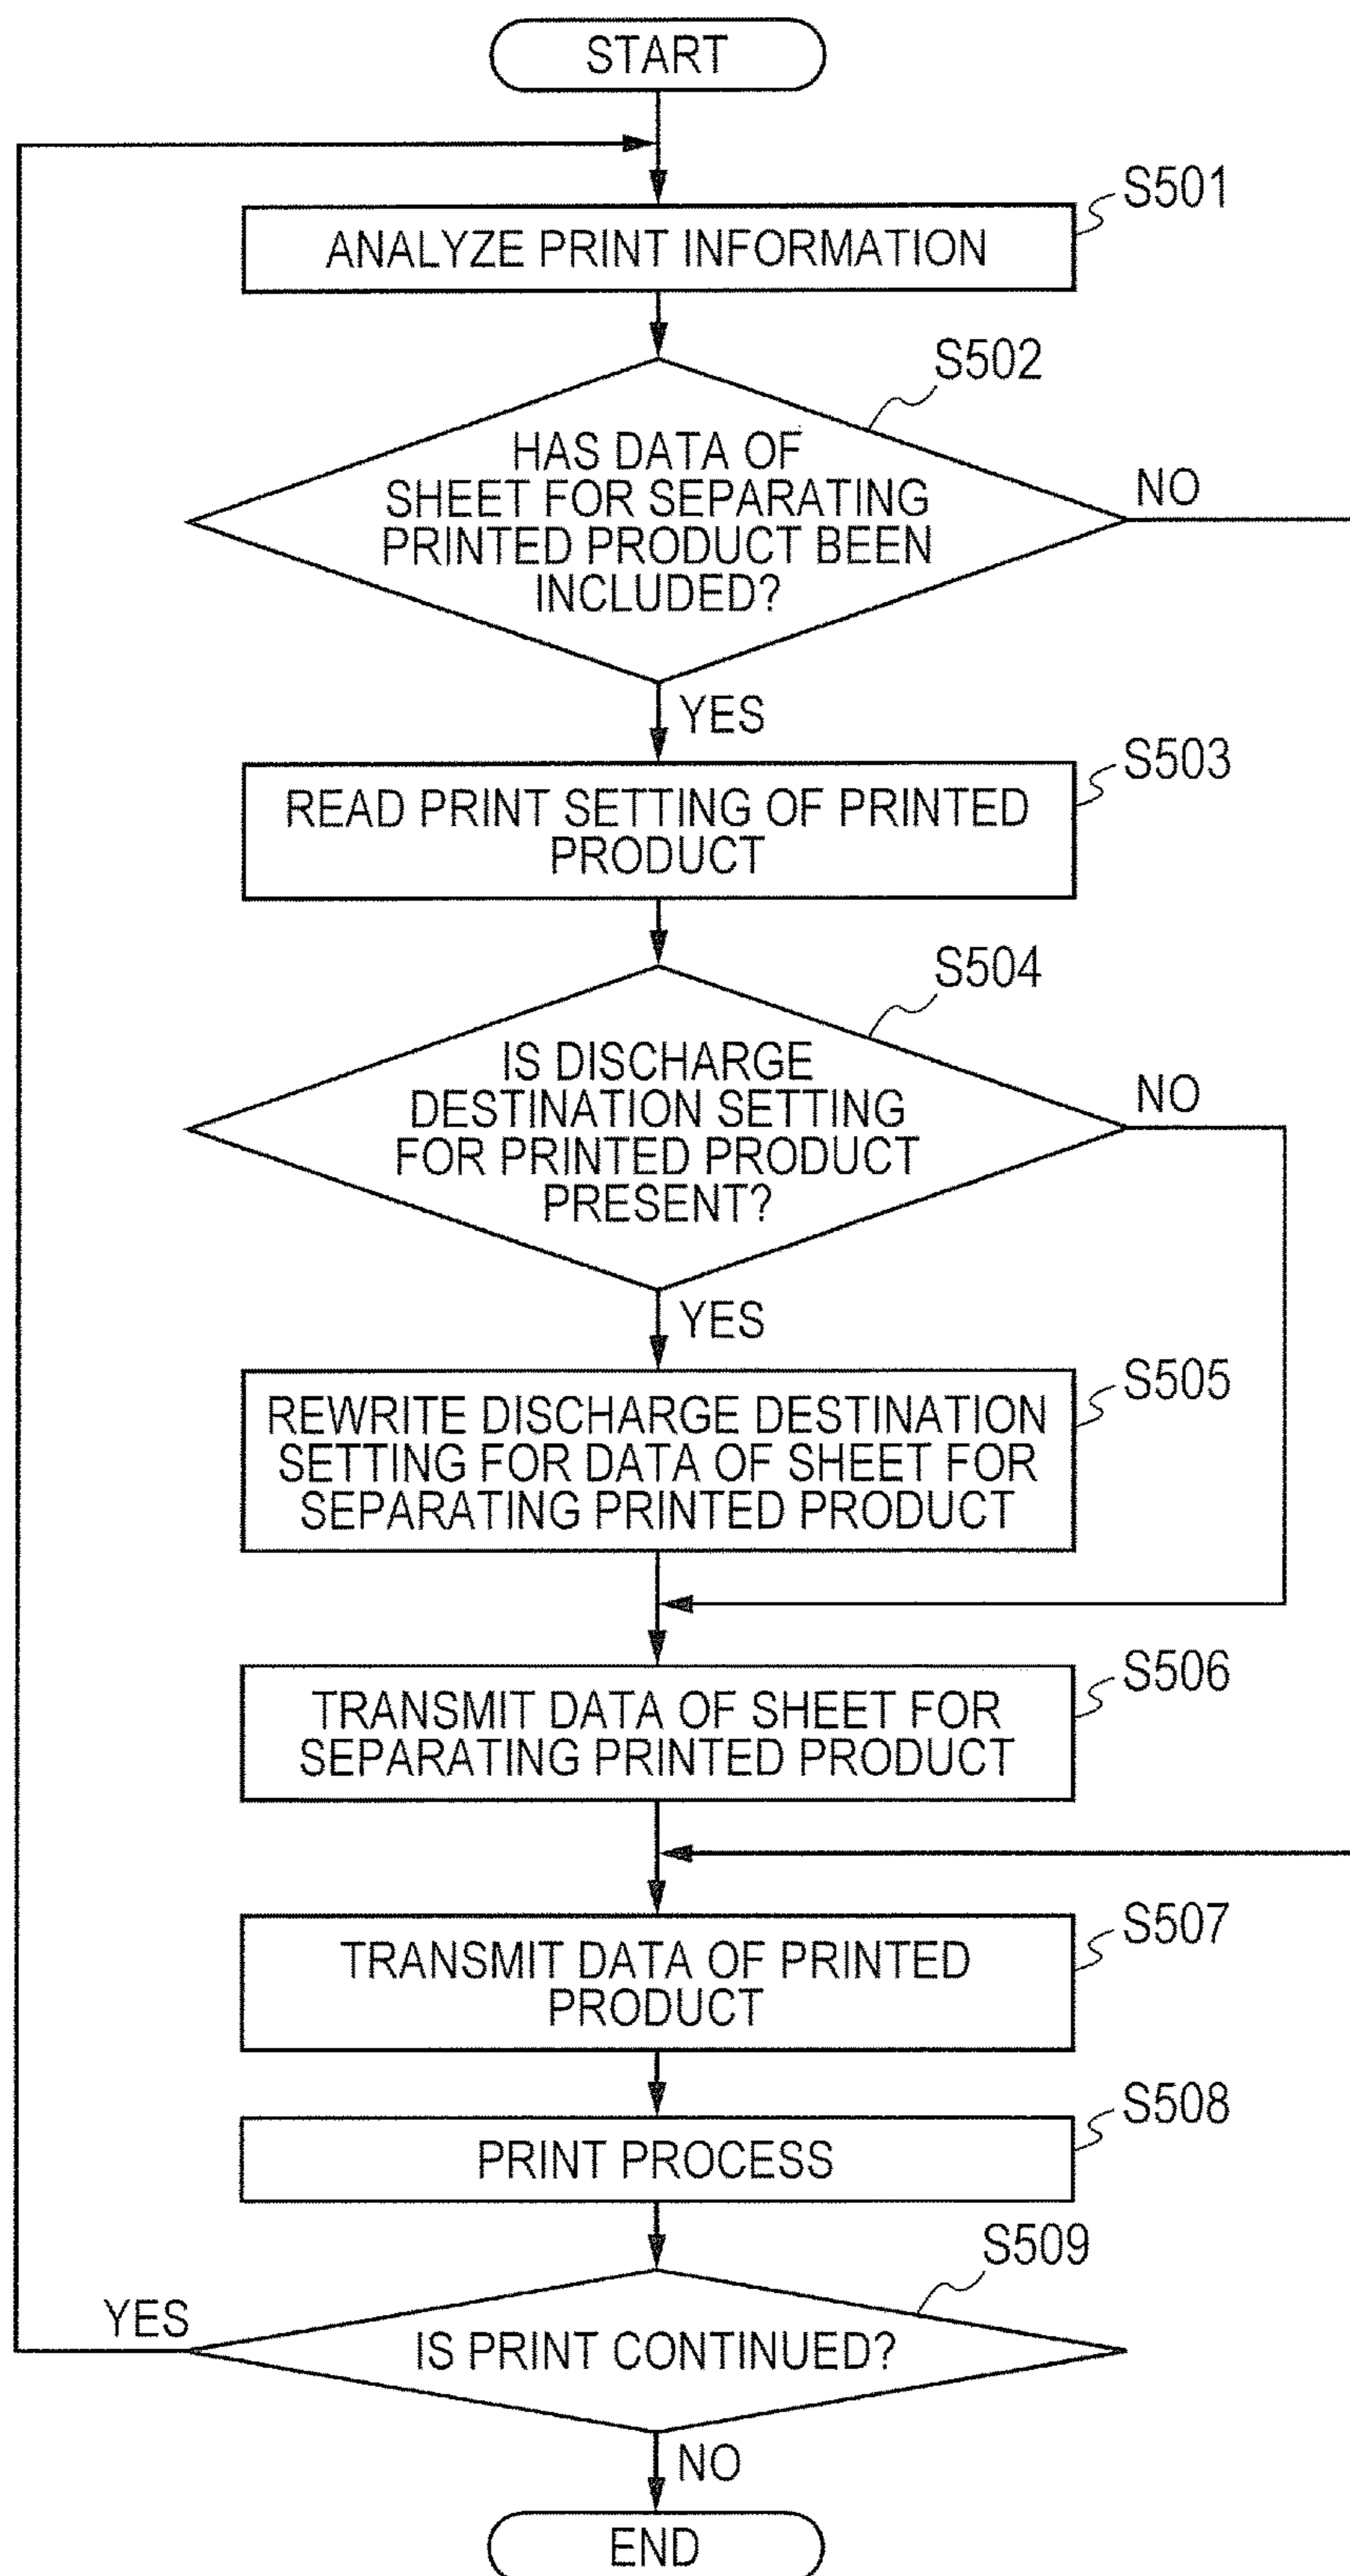 START
S501
ANALYZE PRINT INFORMATION
S502
HAS DATA OF
SHEET FOR SEPARATING
PRINTED PRODUCT BEEN
INCLUDED?
NO
YES
S503
READ PRINT SETTING OF PRINTED
PRODUCT
S504
IS DISCHARGE
DESTINATION SETTING
FOR PRINTED PRODUCT
PRESENT?
NO
YES
S505
REWRITE DISCHARGE DESTINATION
SETTING FOR DATA OF SHEET FOR
SEPARATING PRINTED PRODUCT
S506
TRANSMIT DATA OF SHEET FOR
SEPARATING PRINTED PRODUCT
S507
TRANSMIT DATA OF PRINTED
PRODUCT
S508
PRINT PROCESS
S509
YES
IS PRINT CONTINUED?
NO
END